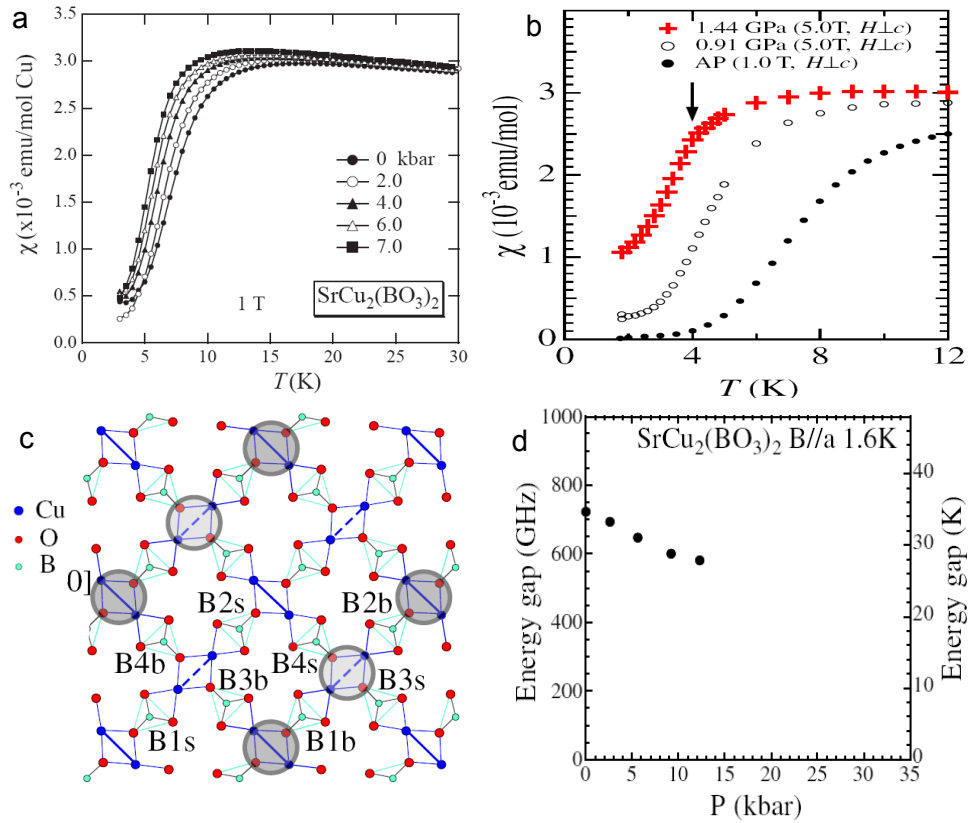 a
χ (x10⁻³ emu/mol Cu)
3.5
3.0
2.5
2.0
1.5
1.0
0.5
0.0
0 kbar
2.0
4.0
6.0
7.0
1 T
SrCu₂(BO₃)₂
0
5
10
15
20
25
30
T(K)
b
1.44 GPa (5.0T, H⊥c)
0.91 GPa (5.0T, H⊥c)
AP (1.0 T, H⊥c)
χ (10⁻³emu/mol)
3
2
1
0
0
4
8
12
T (K)
c
Cu
O
B
0]
B2s
B2b
B4b
B4s
B3b
B3s
B1s
B1b
d
SrCu₂(BO₃)₂ B//a 1.6K
Energy gap (GHz)
1000
800
600
400
200
0
Energy gap (K)
40
30
20
10
0
0
5
10
15
20
25
30
35
P (kbar)